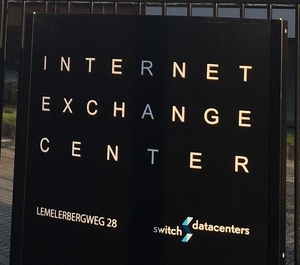 INTERNET
EXCHANGE
CENTER
LEMELERBERGWEG 28
switch datacenters